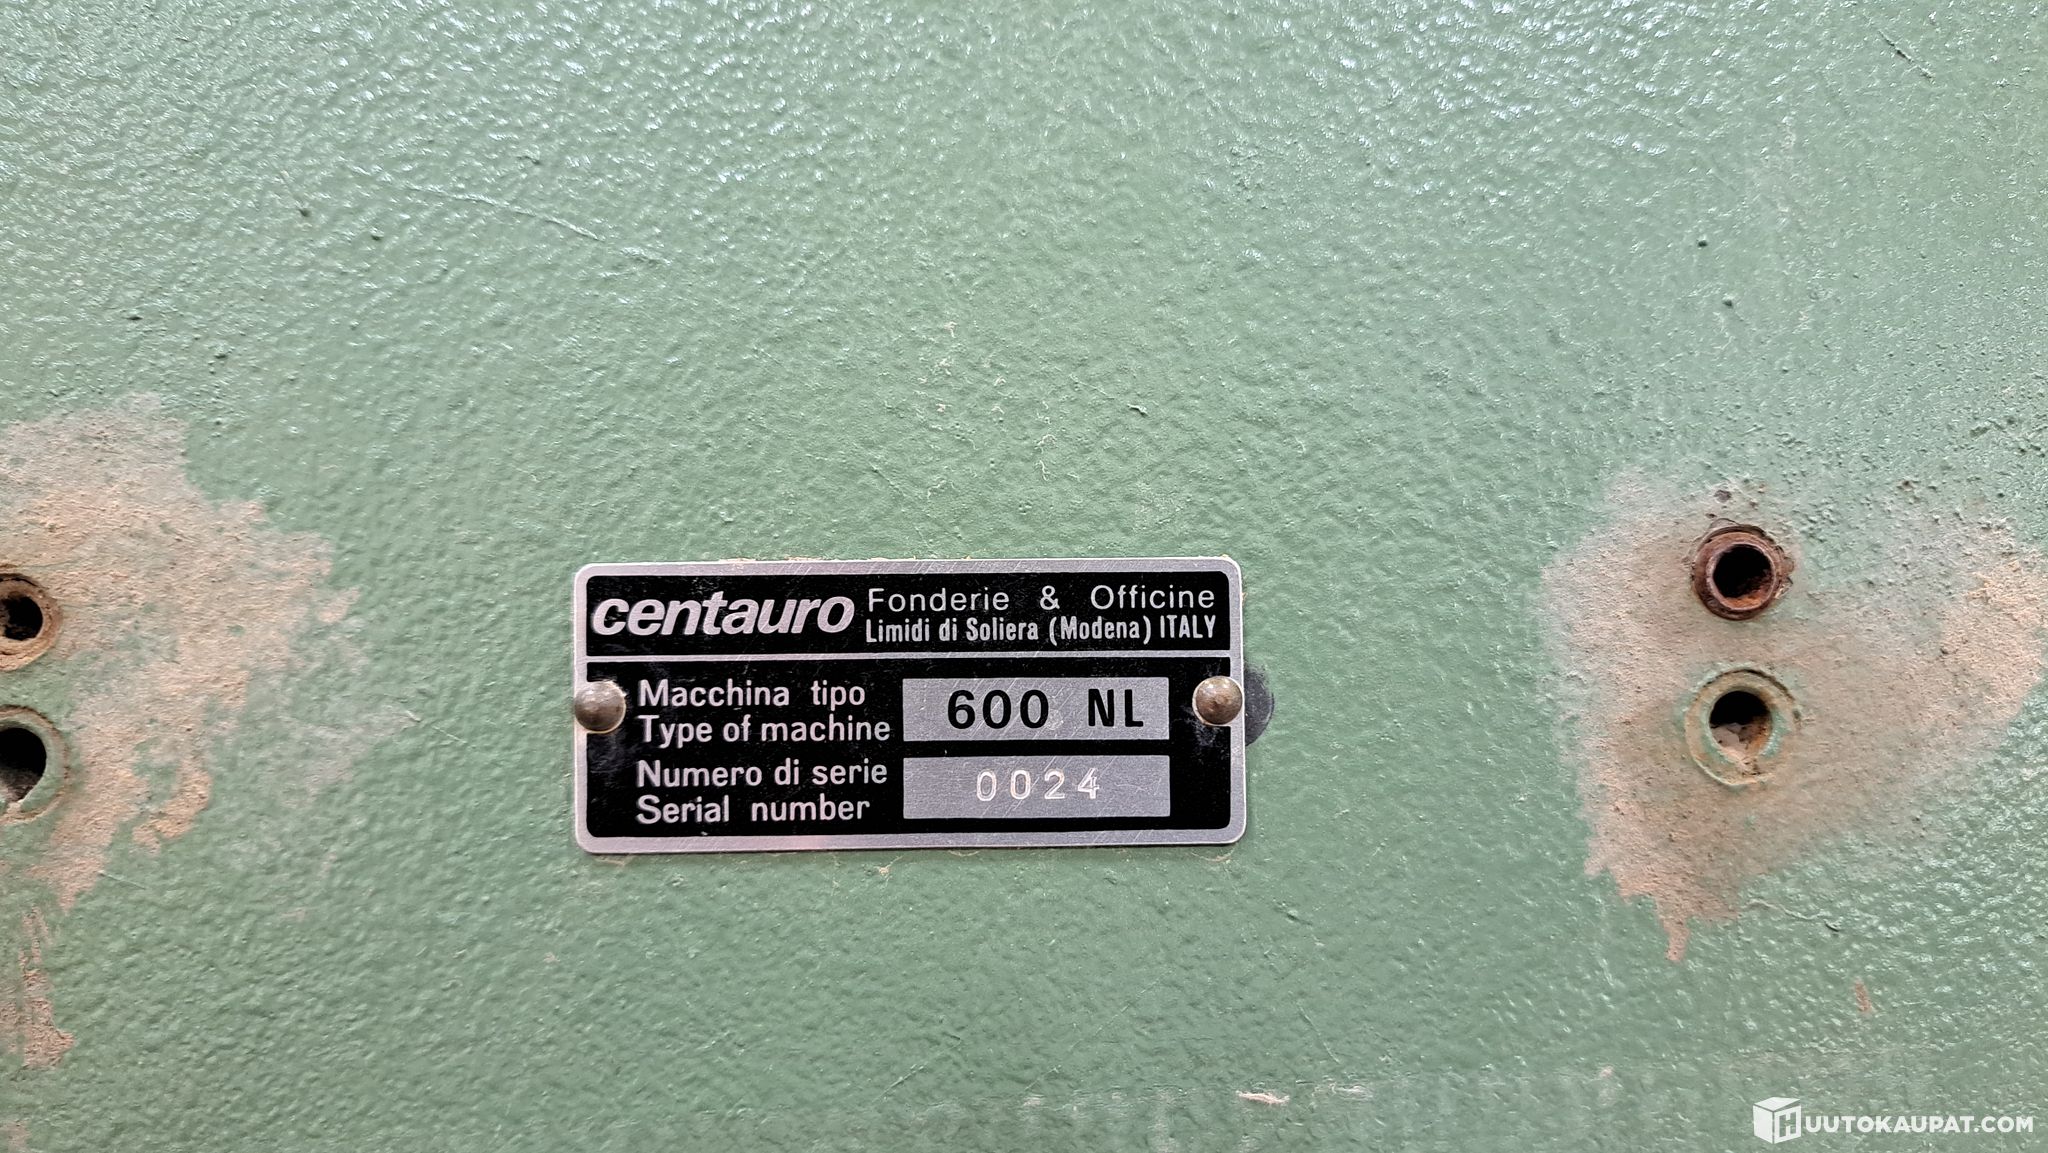 centauro Fonderie & Officine
Limidi di Soliera (Modena) ITALY
Macchina tipo
Type of machine
600 NL
Numero di serie
Serial number
0024
HUUTOKAUPAT.COM